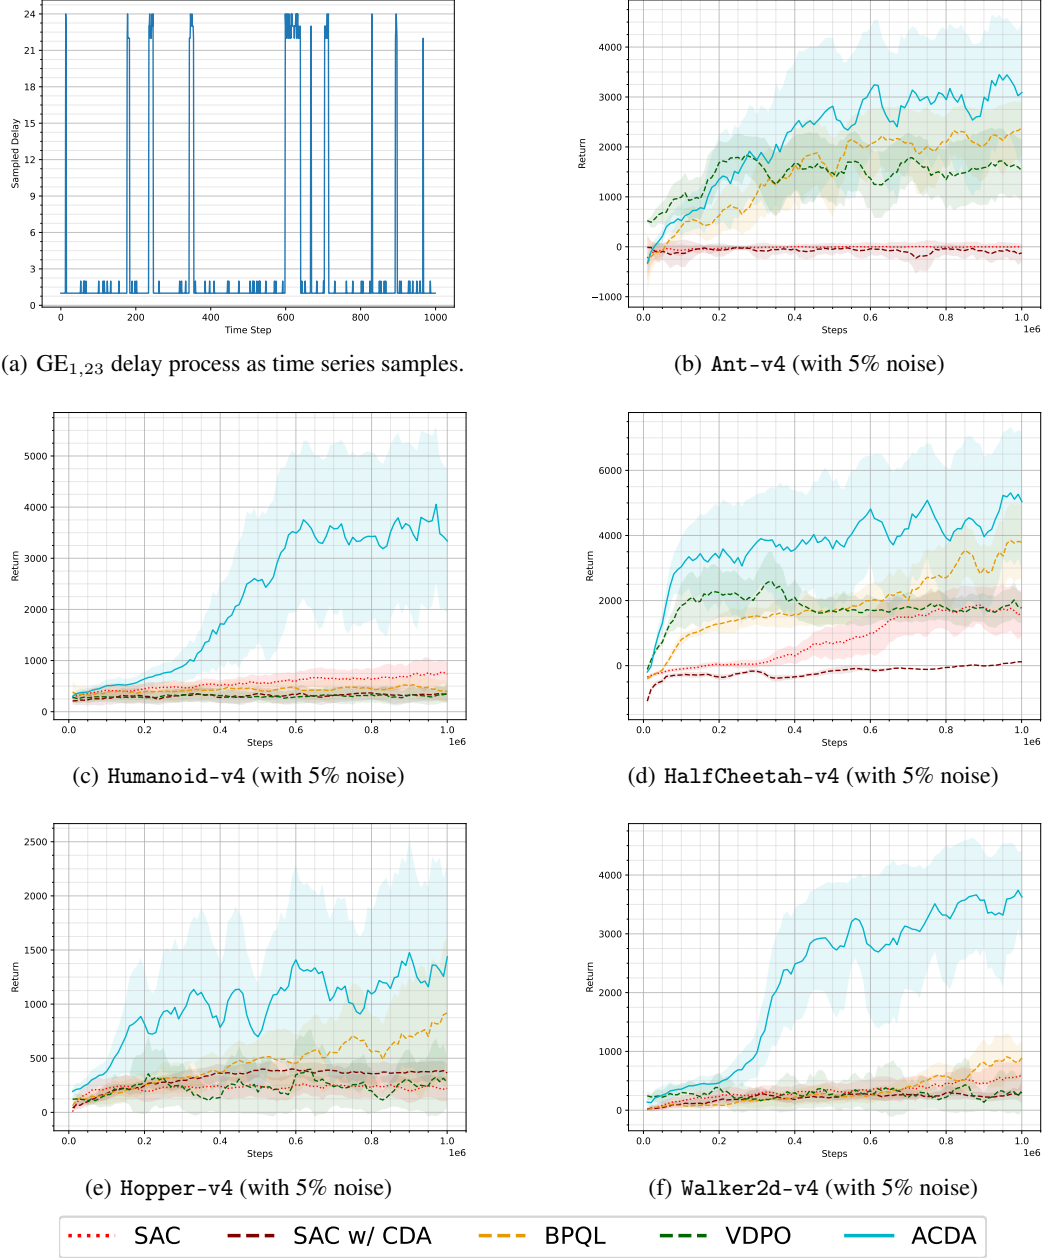 24
21
18
15
12
9
6
3
0
Sampled Delay
0 200 400 600 800 1000
Time Step
(a) GE1,23 delay process as time series samples.
4000
3000
2000
1000
0
−1000
Return
0.0 0.2 0.4 0.6 0.8 1.0
1e6
Steps
(b) Ant-v4 (with 5% noise)
5000
4000
3000
2000
1000
0
Return
0.0 0.2 0.4 0.6 0.8 1.0
1e6
Steps
(c) Humanoid-v4 (with 5% noise)
6000
4000
2000
0
Return
0.0 0.2 0.4 0.6 0.8 1.0
1e6
Steps
(d) HalfCheetah-v4 (with 5% noise)
2500
2000
1500
1000
500
0
Return
0.0 0.2 0.4 0.6 0.8 1.0
1e6
Steps
(e) Hopper-v4 (with 5% noise)
4000
3000
2000
1000
0
Return
0.0 0.2 0.4 0.6 0.8 1.0
1e6
Steps
(f) Walker2d-v4 (with 5% noise)
SAC SAC w/ CDA BPQL VDPO ACDA